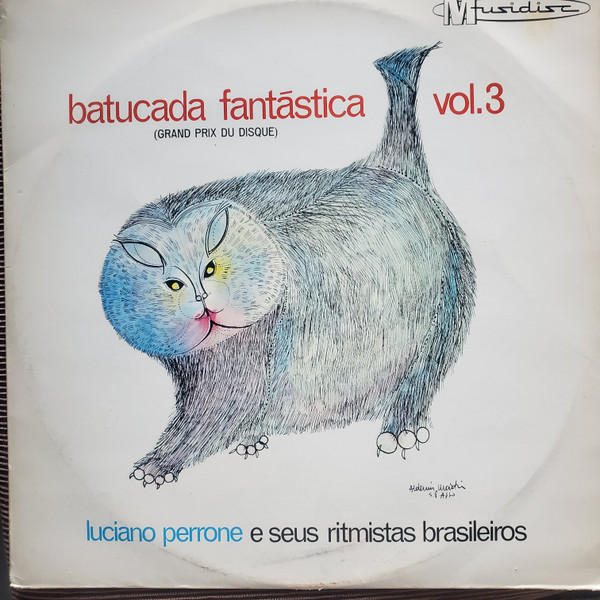 Musidisc
batucada fantástica vol.3
(GRAND PRIX DU DISQUE)
luciano perrone e seus ritmistas brasileiros